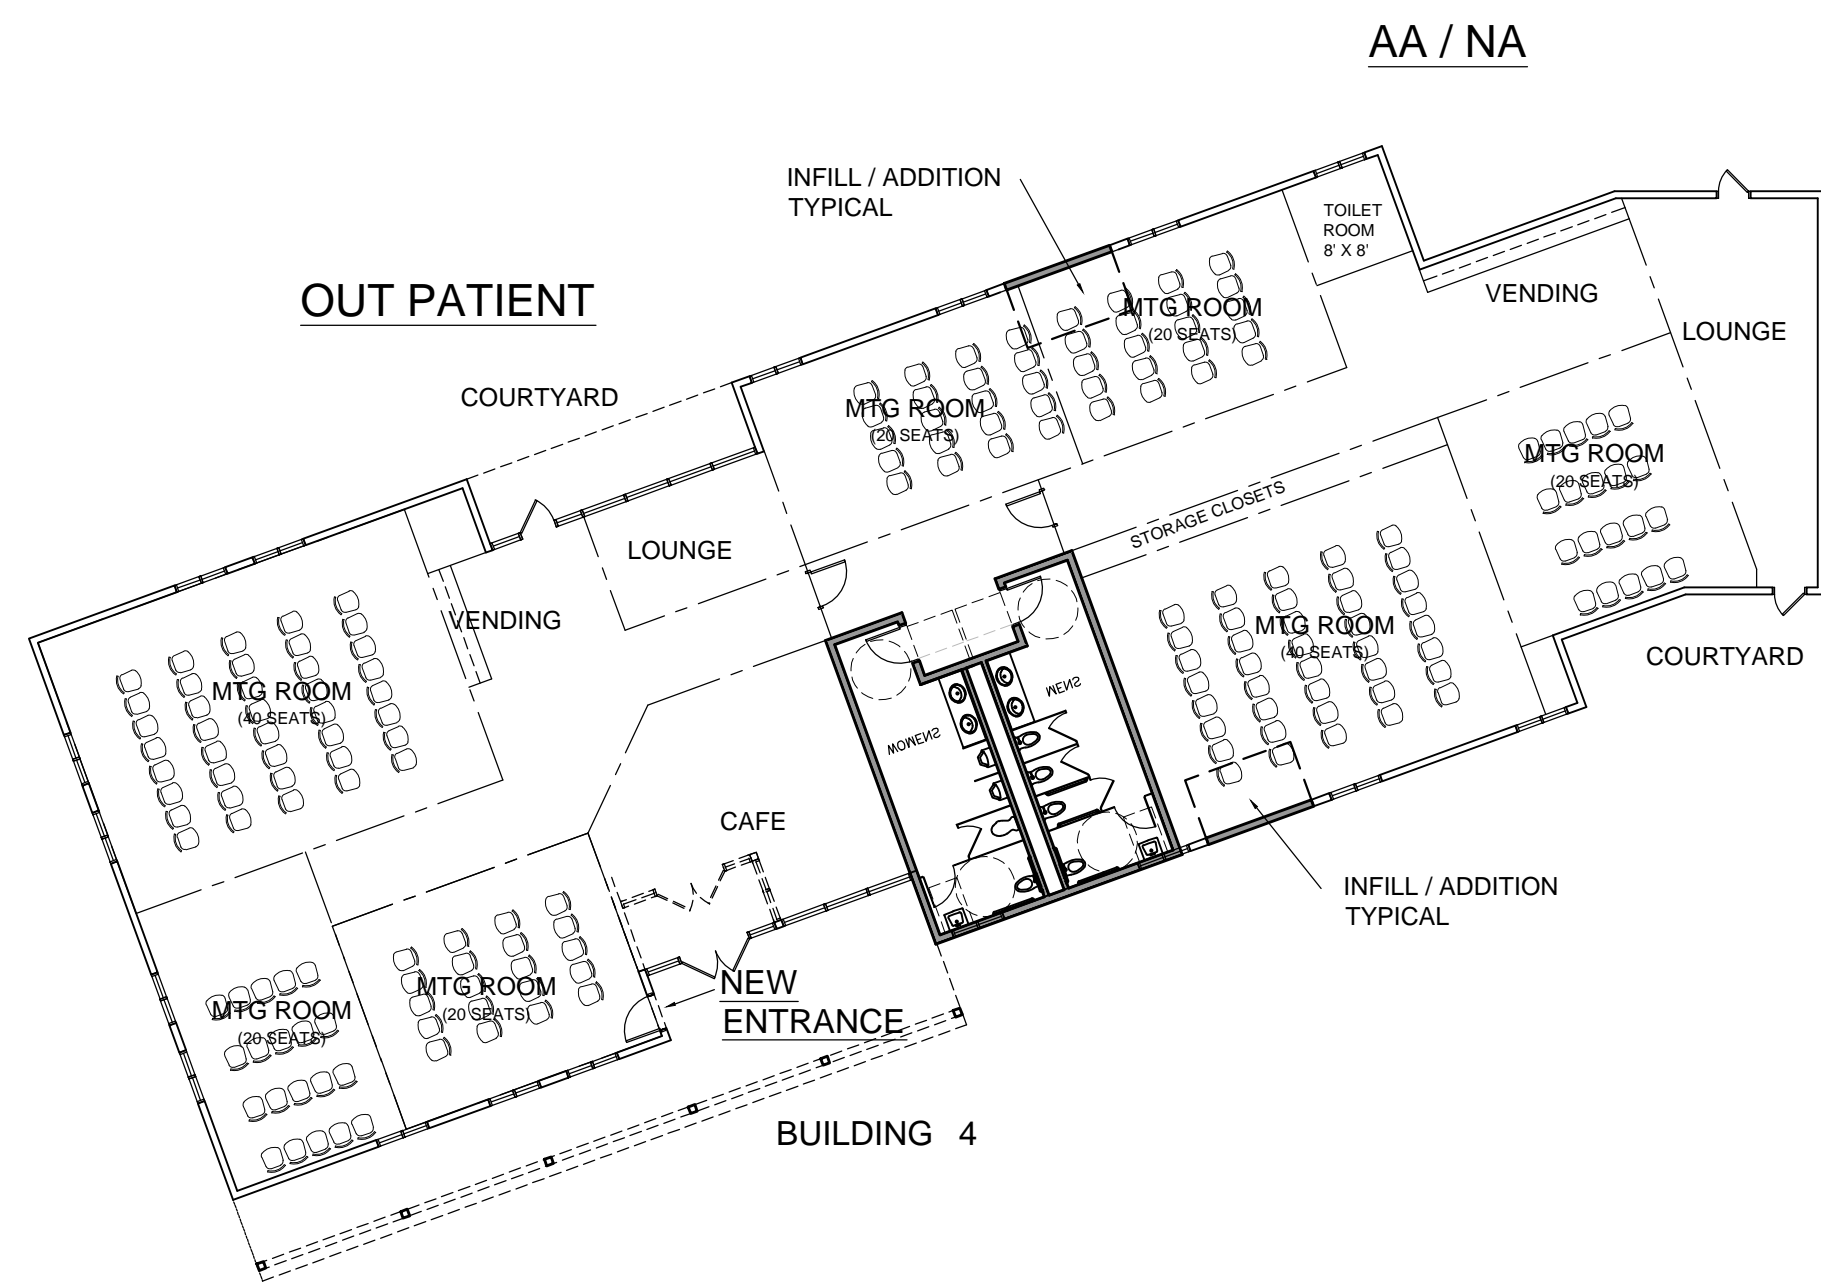 AA / NA
INFILL / ADDITION
TYPICAL
TOILET
ROOM
8' X 8'
OUT PATIENT
VENDING
MTG ROOM
(20 SEATS)
LOUNGE
COURTYARD
MTG ROOM
(20 SEATS)
MTG ROOM
(20 SEATS)
STORAGE CLOSETS
LOUNGE
VENDING
MTG ROOM
(40 SEATS)
COURTYARD
MENS
MTG ROOM
(40 SEATS)
WOMENS
CAFE
INFILL / ADDITION
TYPICAL
MTG ROOM
(20 SEATS)
NEW
ENTRANCE
MTG ROOM
(20 SEATS)
BUILDING 4